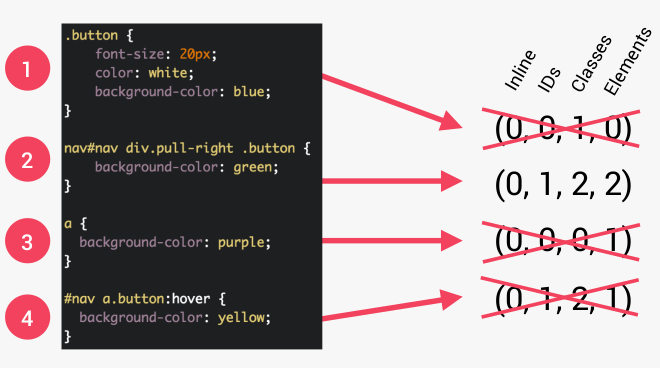 Inline
IDs
Classes
Elements
1
.button {
font-size: 20px;
color: white;
background-color: blue;
}
(0, 0, 1, 0)
2
nav#nav div.pull-right .button {
background-color: green;
}
(0, 1, 2, 2)
3
a {
background-color: purple;
}
(0, 0, 0, 1)
4
#nav a.button:hover {
background-color: yellow;
}
(0, 1, 2, 1)